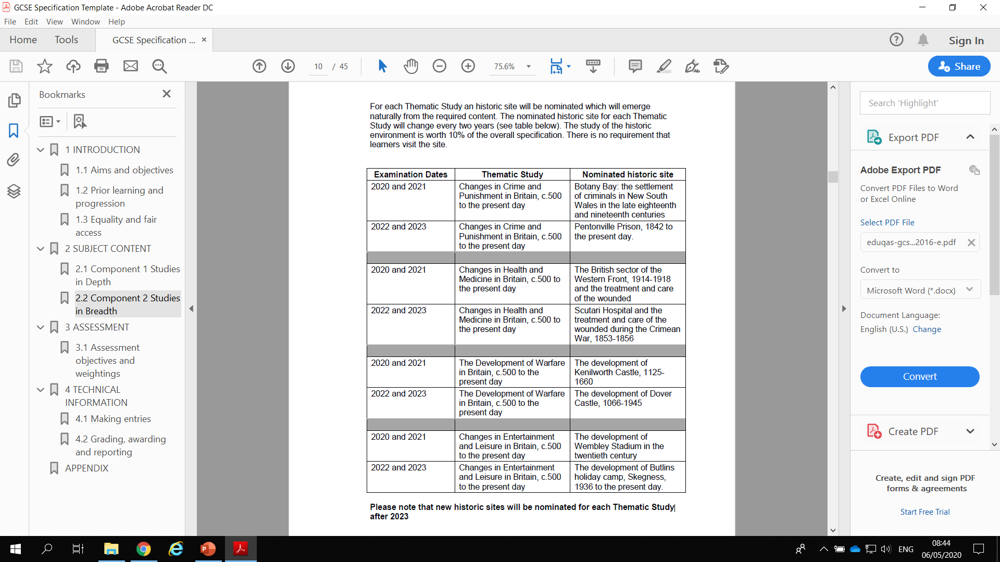 GCSE Specification Template - Adobe Acrobat Reader DC
File Edit View Window Help
Home Tools GCSE Specification ... × Sign In
10 / 45 75.6% Share
Bookmarks
1 INTRODUCTION
1.1 Aims and objectives
1.2 Prior learning and
progression
1.3 Equality and fair
access
2 SUBJECT CONTENT
2.1 Component 1 Studies
in Depth
2.2 Component 2 Studies
in Breadth
3 ASSESSMENT
3.1 Assessment
objectives and
weightings
4 TECHNICAL
INFORMATION
4.1 Making entries
4.2 Grading, awarding
and reporting
APPENDIX
For each Thematic Study an historic site will be nominated which will emerge
naturally from the required content. The nominated historic site for each Thematic
Study will change every two years (see table below). The study of the historic
environment is worth 10% of the overall specification. There is no requirement that
learners visit the site.
Examination Dates Thematic Study Nominated historic site
2020 and 2021 Changes in Crime and Botany Bay: the settlement
Punishment in Britain, c.500 of criminals in New South
to the present day Wales in the late eighteenth
and nineteenth centuries
2022 and 2023 Changes in Crime and Pentonville Prison, 1842 to
Punishment in Britain, c.500 the present day.
to the present day
2020 and 2021 Changes in Health and The British sector of the
Medicine in Britain, c.500 to Western Front, 1914-1918
the present day and the treatment and care
of the wounded
2022 and 2023 Changes in Health and Scutari Hospital and the
Medicine in Britain, c.500 to treatment and care of the
the present day wounded during the Crimean
War, 1853-1856
2020 and 2021 The Development of Warfare The development of
in Britain, c.500 to the Kenilworth Castle, 1125-
present day 1660
2022 and 2023 The Development of Warfare The development of Dover
in Britain, c.500 to the Castle, 1066-1945
present day
2020 and 2021 Changes in Entertainment The development of
and Leisure in Britain, c.500 Wembley Stadium in the
to the present day twentieth century
2022 and 2023 Changes in Entertainment The development of Butlins
and Leisure in Britain, c.500 holiday camp, Skegness,
to the present day 1936 to the present day.
Please note that new historic sites will be nominated for each Thematic Study
after 2023
Search 'Highlight'
Export PDF
Adobe Export PDF
Convert PDF Files to Word
or Excel Online
Select PDF File
eduqas-gcs...2016-e.pdf
Convert to
Microsoft Word (*.docx)
Document Language:
English (U.S.) Change
Convert
Create PDF
Create, edit and sign PDF
forms & agreements
Start Free Trial
ENG
08:44
06/05/2020